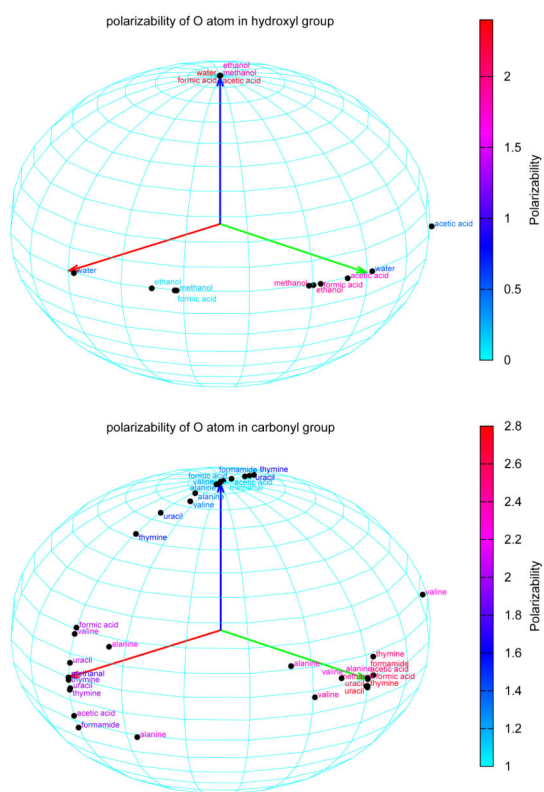 polarizability of O atom in hydroxyl group
ethanol
water methanol
formic acid acetic acid
acetic acid
water
water
acetic acid
ethanol
methanol
methanol
formic acid
ethanol
formic acid
2
1.5
1
0.5
0
Polarizability
polarizability of O atom in carbonyl group
formamide thymine
formic acid
uracil
valine
acetic acid
alanine
methanal
alanine
valine
uracil
thymine
valine
formic acid
valine
alanine
thymine
uracil
formamide
alanine
alanine
acetic acid
methanal
valine
formic acid
thymine
uracil
thymine
uracil
uracil
thymine
valine
acetic acid
formamide
alanine
2.8
2.6
2.4
2.2
2
1.8
1.6
1.4
1.2
1
Polarizability